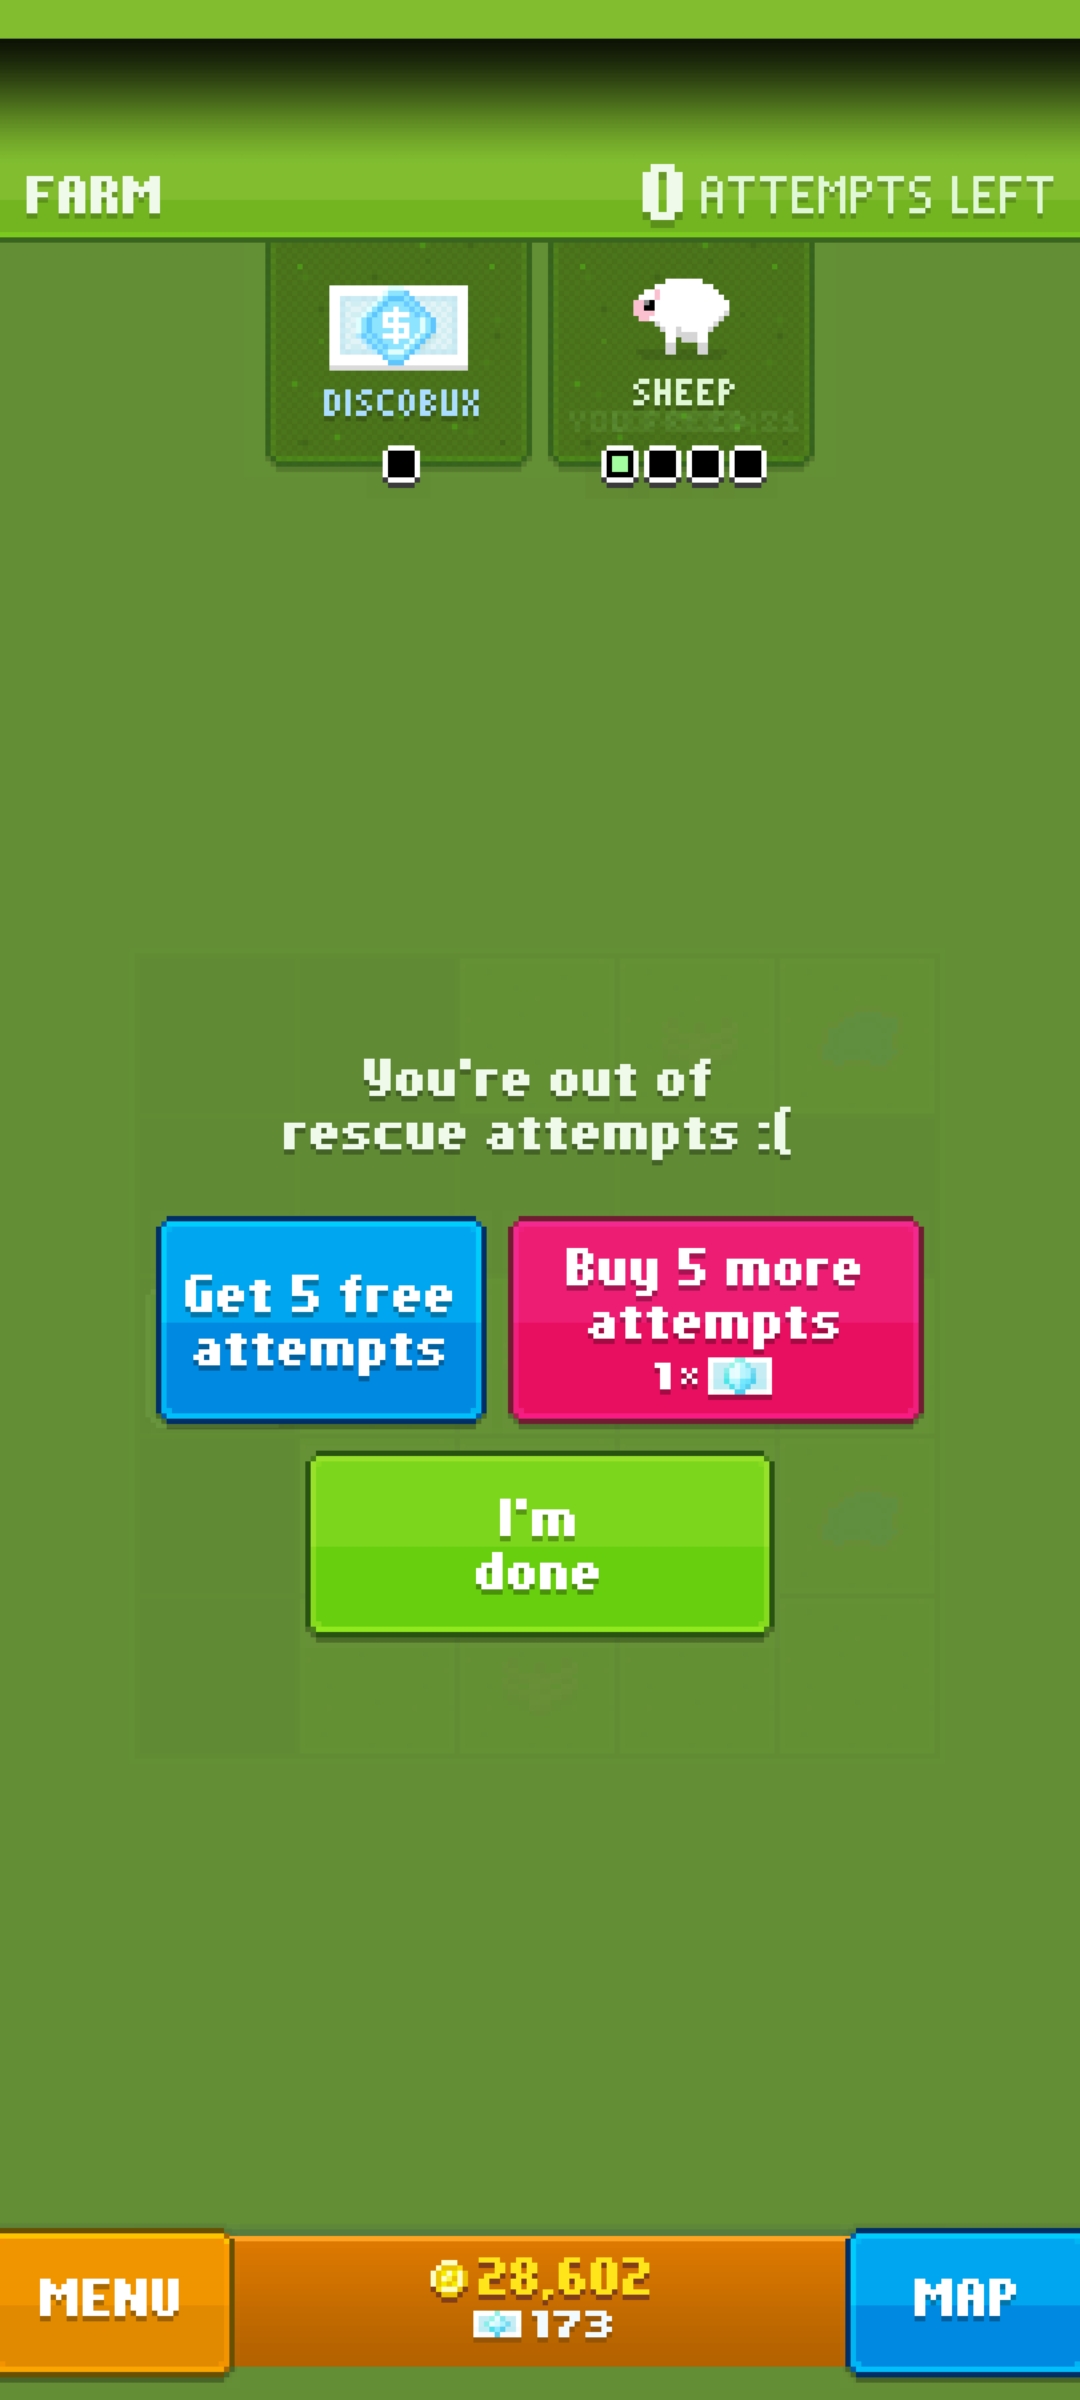 FARM
0 ATTEMPTS LEFT
$
DISCOBUX
SHEEP
You're out of
rescue attempts :(
Get 5 free
attempts
Buy 5 more
attempts
1×
I'm
done
MENU
28,602
173
MAP